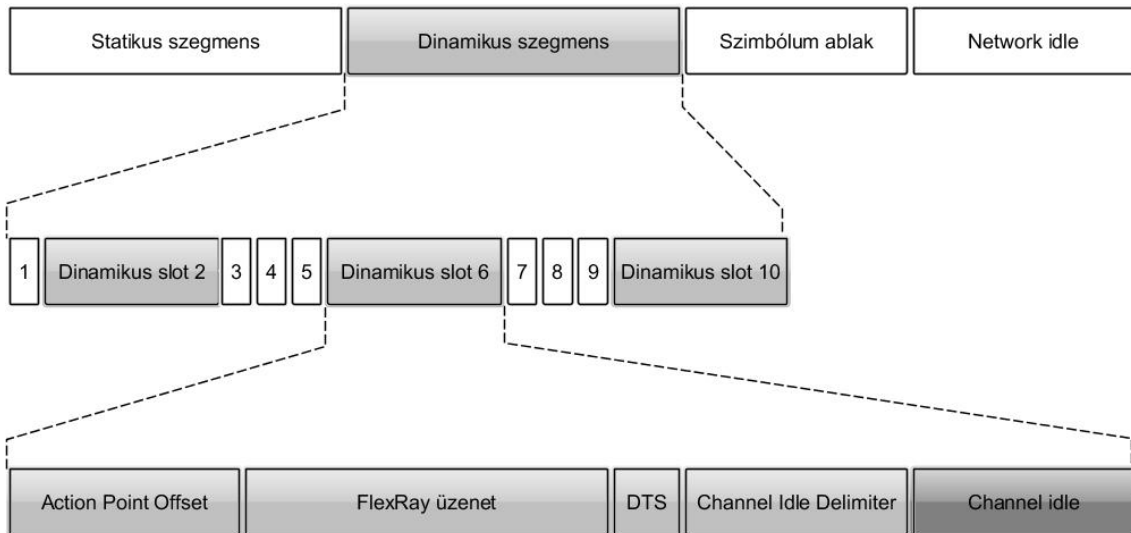 Statikus szegmens
Dinamikus szegmens
Szimbólum ablak
Network idle
1
Dinamikus slot 2
3
4
5
Dinamikus slot 6
7
8
9
Dinamikus slot 10
Action Point Offset
FlexRay üzenet
DTS
Channel Idle Delimiter
Channel idle